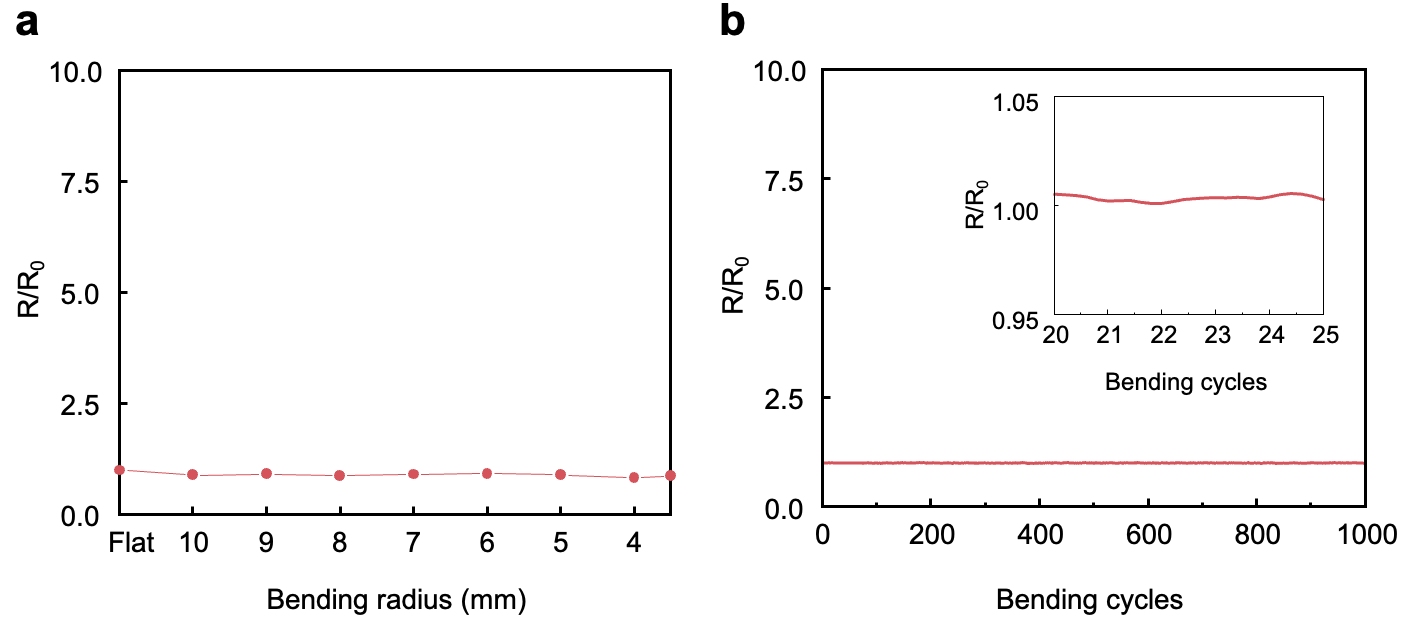 a
10.0
7.5
5.0
2.5
0.0
R/R0
Flat 10 9 8 7 6 5 4
Bending radius (mm)
b
10.0
7.5
5.0
2.5
0.0
R/R0
0 200 400 600 800 1000
Bending cycles
1.05
1.00
0.95
R/R0
20 21 22 23 24 25
Bending cycles